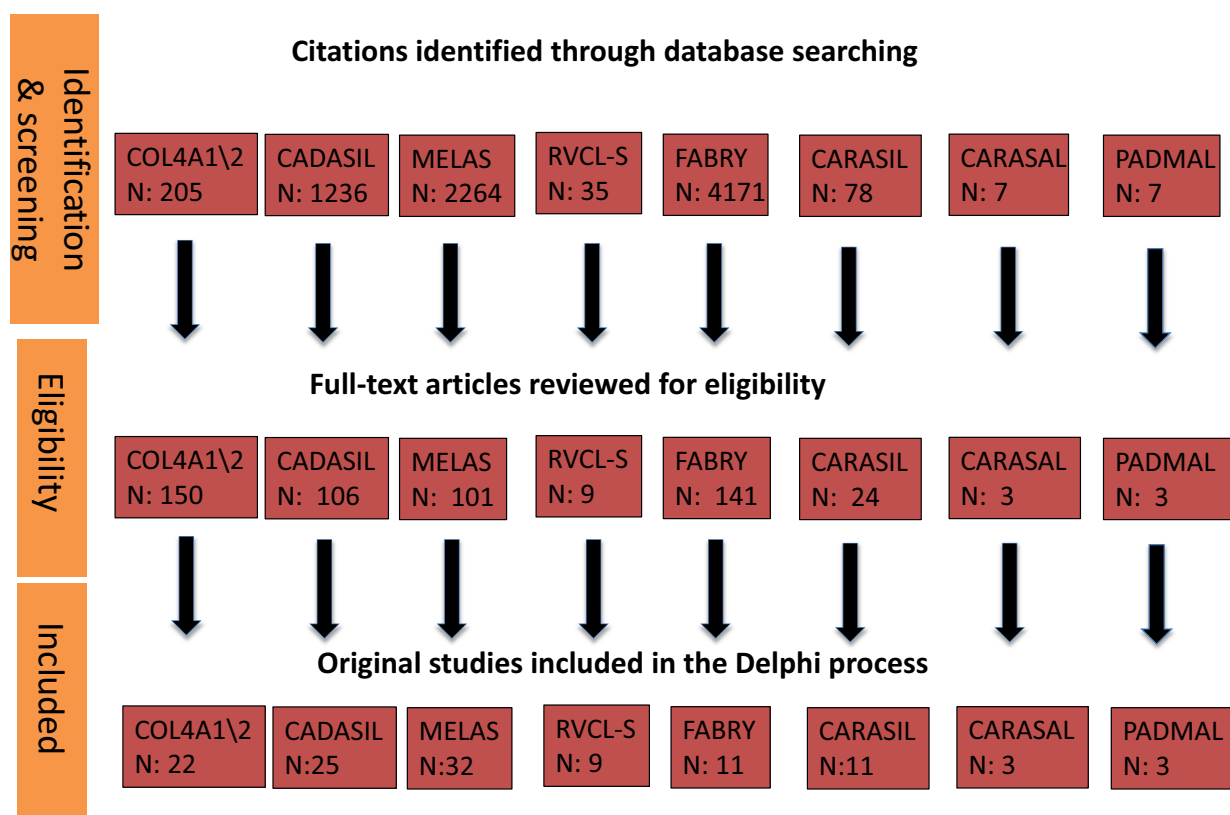 Identification
& screening
Citations identified through database searching
COL4A1\2
N: 205
CADASIL
N: 1236
MELAS
N: 2264
RVCL-S
N: 35
FABRY
N: 4171
CARASIL
N: 78
CARASAL
N: 7
PADMAL
N: 7
Eligibility
Full-text articles reviewed for eligibility
COL4A1\2
N: 150
CADASIL
N: 106
MELAS
N: 101
RVCL-S
N: 9
FABRY
N: 141
CARASIL
N: 24
CARASAL
N: 3
PADMAL
N: 3
Included
Original studies included in the Delphi process
COL4A1\2
N: 22
CADASIL
N:25
MELAS
N:32
RVCL-S
N: 9
FABRY
N: 11
CARASIL
N:11
CARASAL
N: 3
PADMAL
N: 3